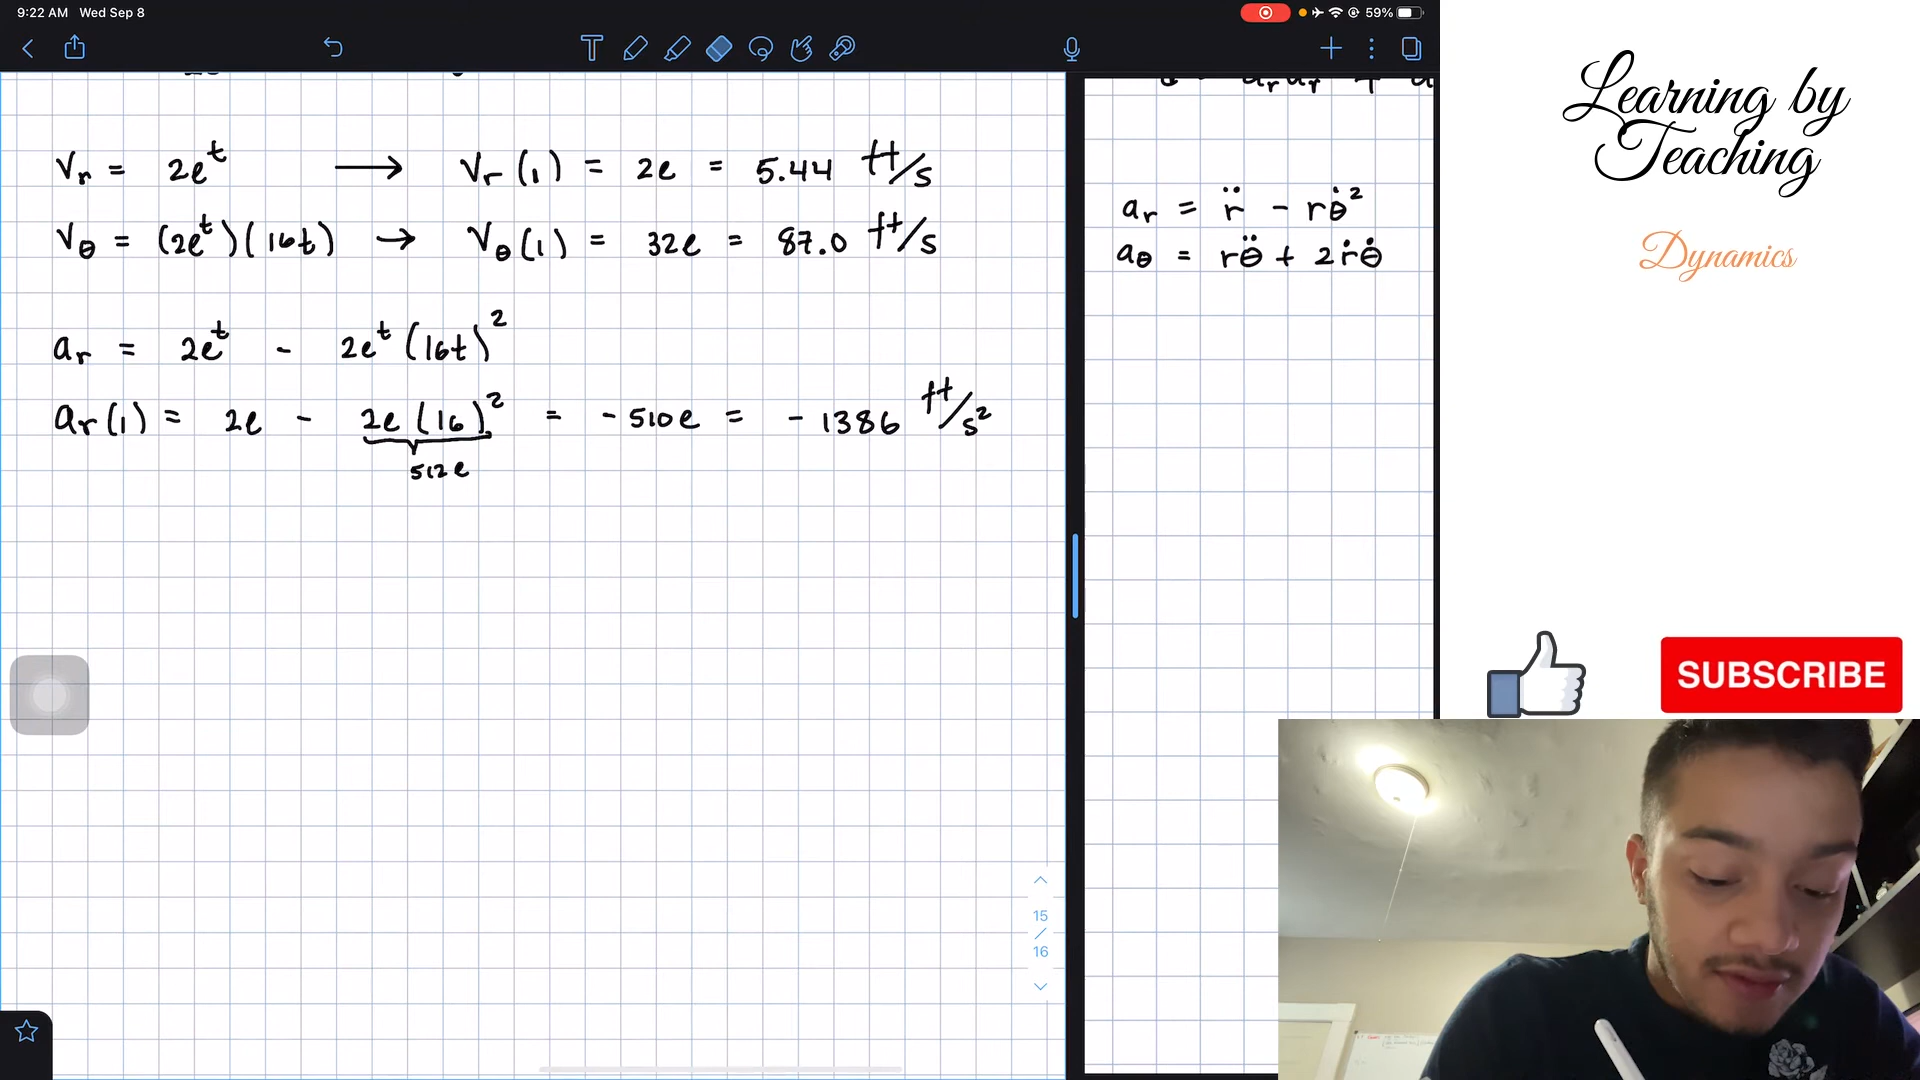 9:22 AM Wed Sep 8
59%
Vr = 2e^t → Vr(1) = 2e = 5.44 ft/s
Vθ = (2e^t)(16t) → Vθ(1) = 32e = 87.0 ft/s
ar = 2e^t - 2e^t(16t)^2
ar(1) = 2e - 2e(16)^2 = -510e = -1386 ft/s²
512e
ar = r̈ - rθ̇²
aθ = rθ̈ + 2ṙθ̇
Learning by
Teaching
Dynamics
SUBSCRIBE
15
/
16